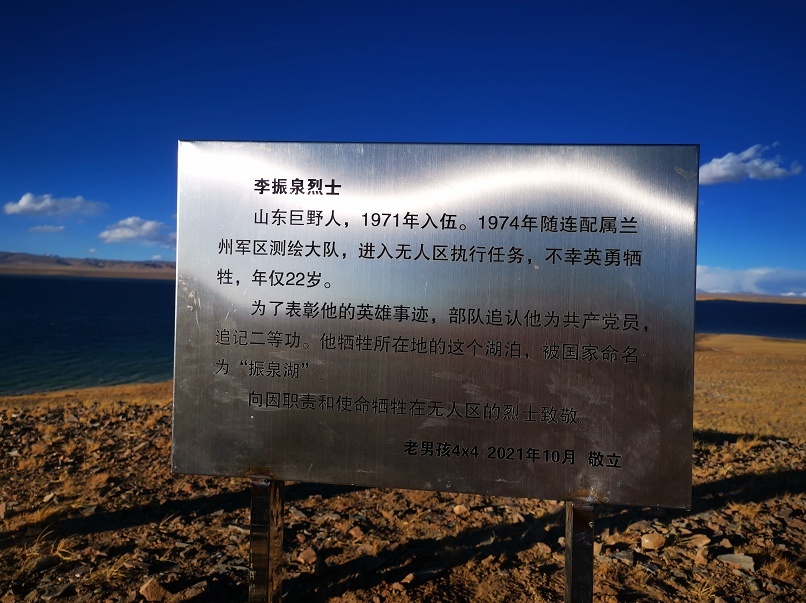 李振泉烈士
山东巨野人，1971年入伍。1974年随连配属兰
州军区测绘大队，进入无人区执行任务，不幸英勇牺
牲，年仅22岁。
为了表彰他的英雄事迹，部队追认他为共产党员，
追记二等功。他牺牲所在地的这个湖泊，被国家命名
为“振泉湖”。
向因职责和使命牺牲在无人区的烈士致敬。
老男孩4x4 2021年10月 敬立